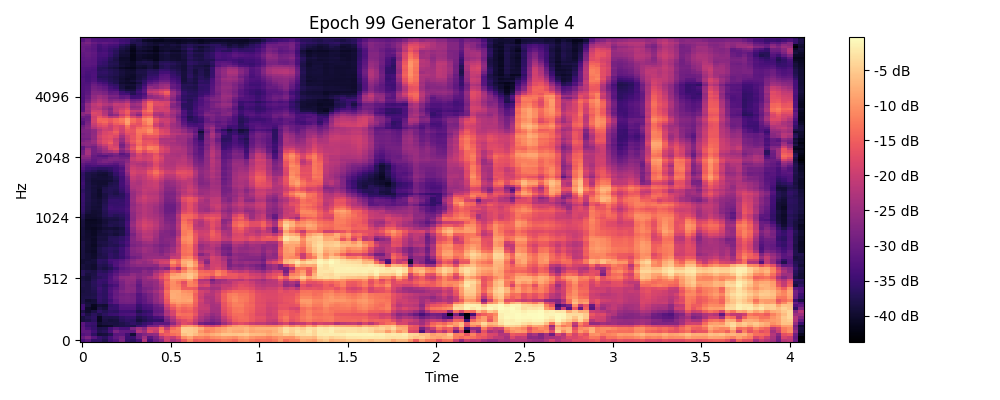 Epoch 99 Generator 1 Sample 4
Hz
4096
2048
1024
512
0
0
0.5
1
1.5
2
2.5
3
3.5
4
Time
-5 dB
-10 dB
-15 dB
-20 dB
-25 dB
-30 dB
-35 dB
-40 dB